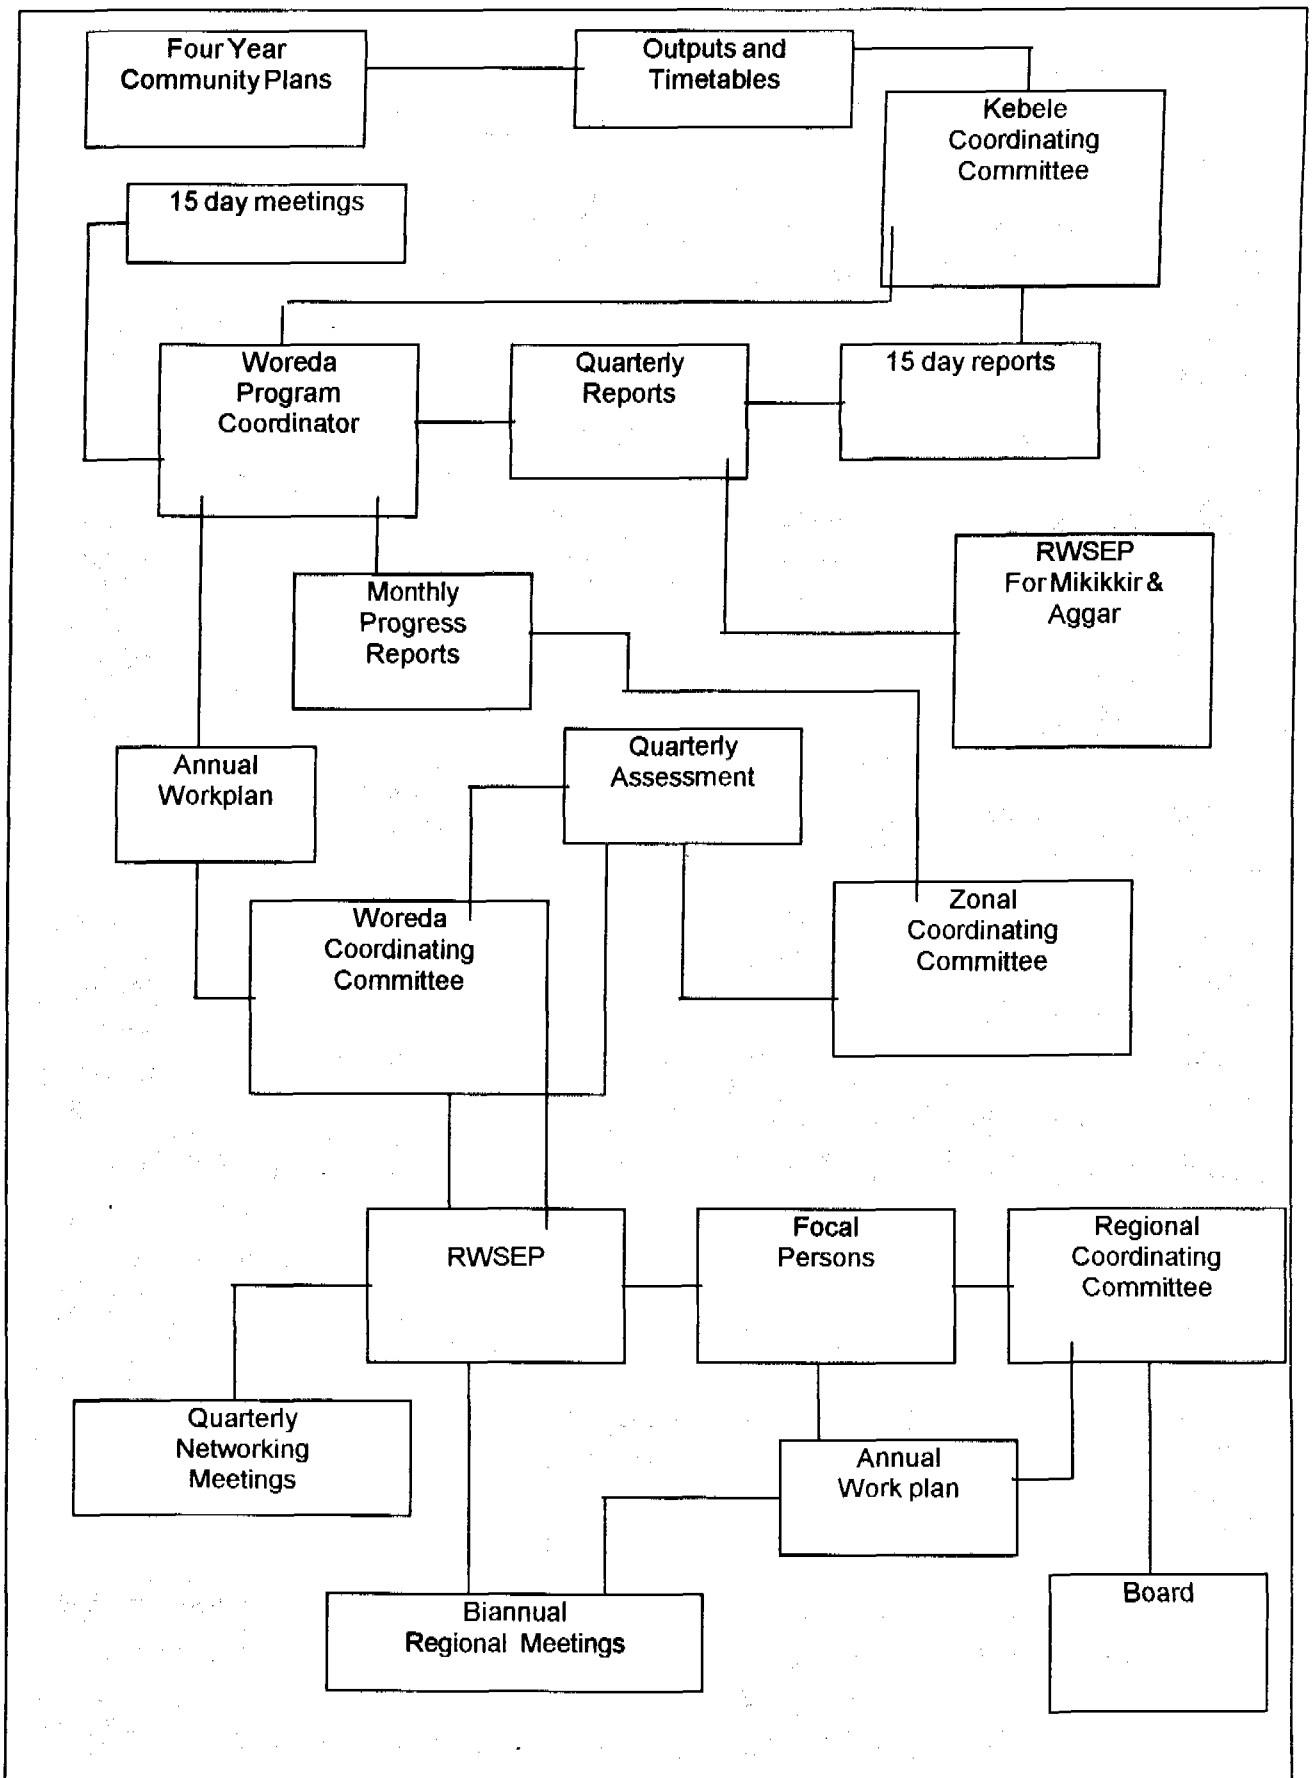 Four Year
Community Plans
Outputs and
Timetables
Kebele
Coordinating
Committee
15 day meetings
Woreda
Program
Coordinator
Quarterly
Reports
15 day reports
RWSEP
For Mikikkir &
Aggar
Monthly
Progress
Reports
Annual
Workplan
Quarterly
Assessment
Woreda
Coordinating
Committee
Zonal
Coordinating
Committee
RWSEP
Focal
Persons
Regional
Coordinating
Committee
Quarterly
Networking
Meetings
Annual
Work plan
Biannual
Regional Meetings
Board